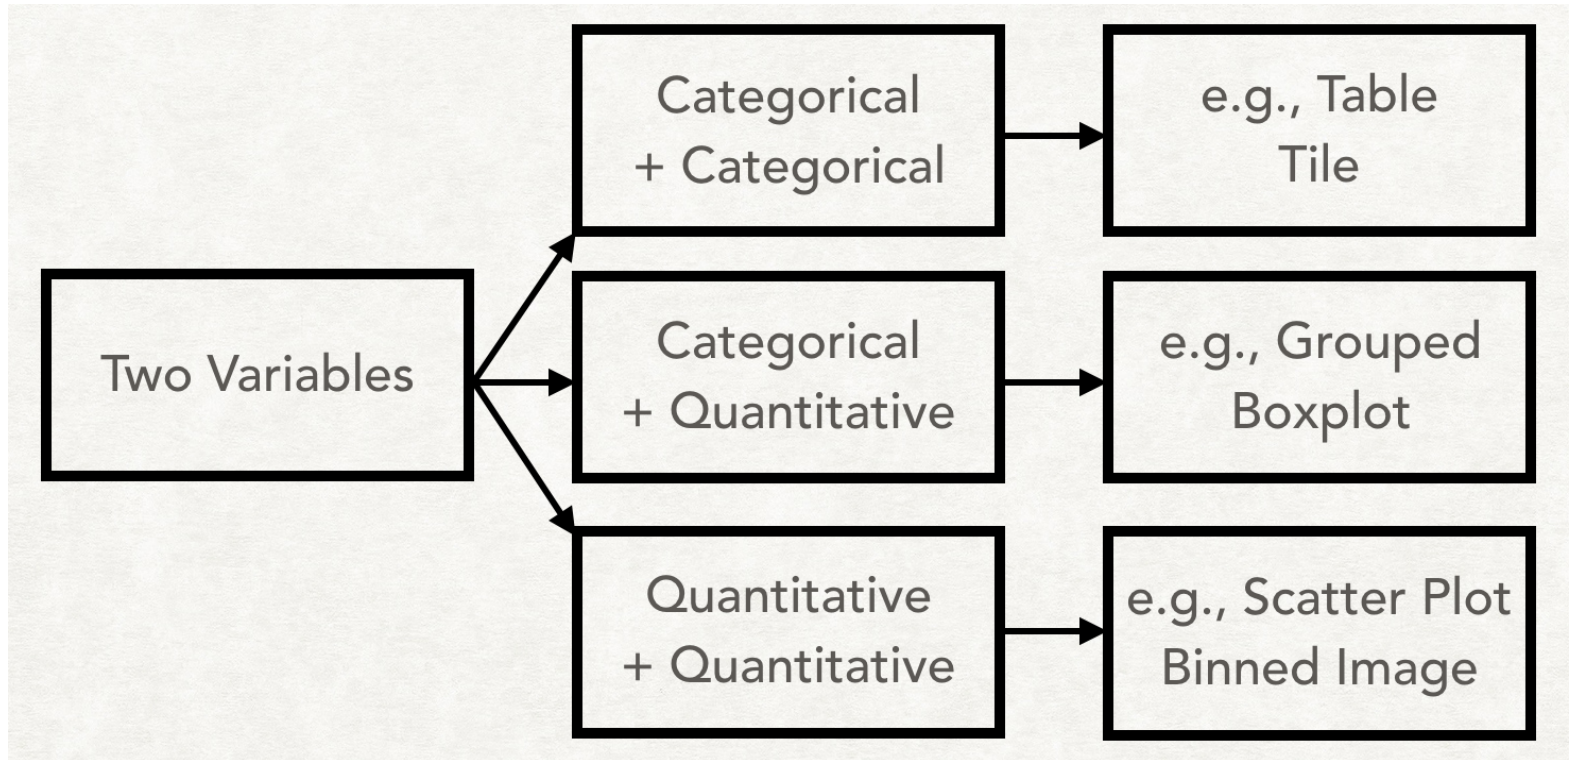 Two Variables
Categorical
+ Categorical
e.g., Table
Tile
Categorical
+ Quantitative
e.g., Grouped
Boxplot
Quantitative
+ Quantitative
e.g., Scatter Plot
Binned Image